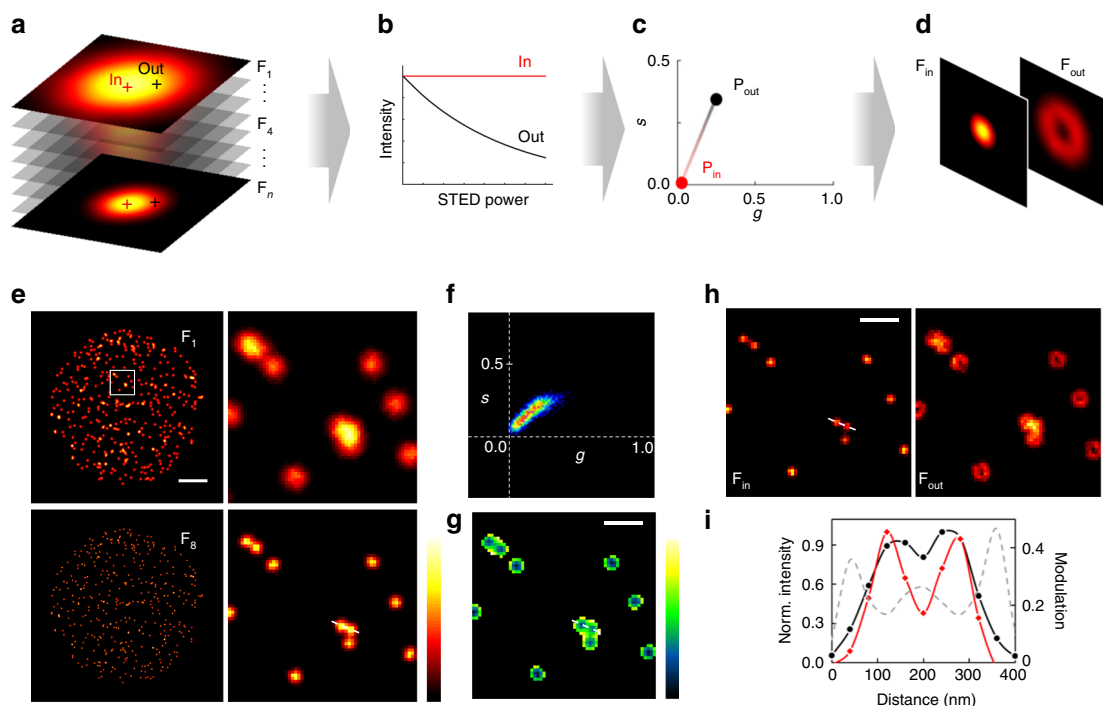 a
In
Out
F1
⋮
F4
⋮
Fn
b
In
Out
Intensity
STED power
c
0.5
s
0.0
Pout
Pin
0.0
0.5
1.0
g
d
Fin
Fout
e
F1
F8
f
0.5
s
0.0
g
1.0
g
h
Fin
Fout
i
Norm. intensity
0.9
0.6
0.3
0.0
0.4
0.2
0
Modulation
0
100
200
300
400
Distance (nm)